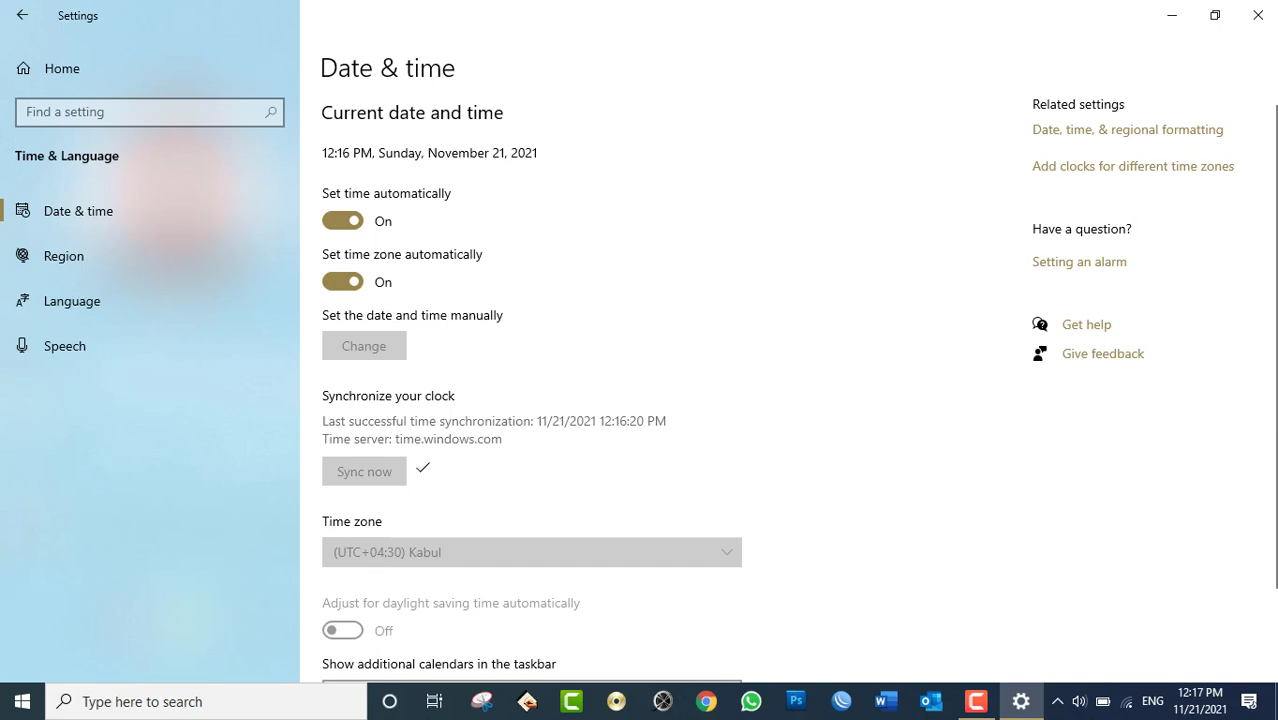 Settings
Home
Find a setting
Time & Language
Date & time
Region
Language
Speech
Date & time
Current date and time
12:16 PM, Sunday, November 21, 2021
Set time automatically
On
Set time zone automatically
On
Set the date and time manually
Change
Synchronize your clock
Last successful time synchronization: 11/21/2021 12:16:20 PM
Time server: time.windows.com
Sync now
Time zone
(UTC+04:30) Kabul
Adjust for daylight saving time automatically
Off
Show additional calendars in the taskbar
Related settings
Date, time, & regional formatting
Add clocks for different time zones
Have a question?
Setting an alarm
Get help
Give feedback
Type here to search
Ps
ENG
12:17 PM
11/21/2021